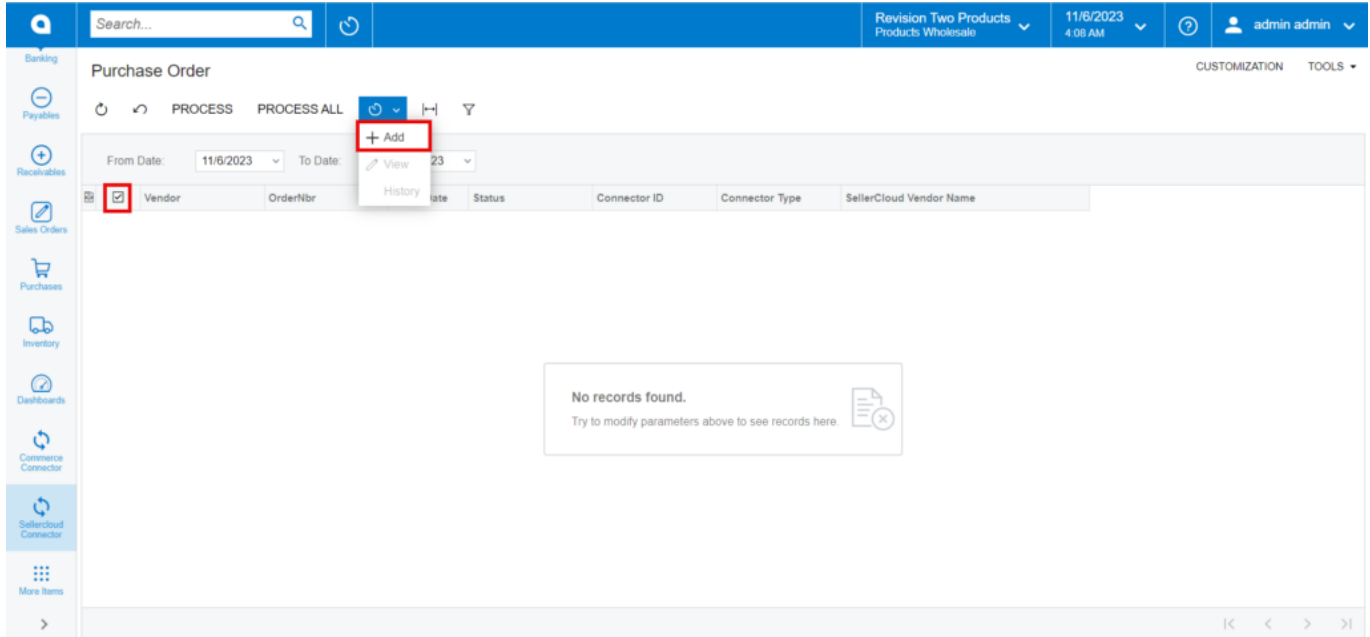 Search...
Revision Two Products
Products Wholesale
11/6/2023
4:08 AM
admin admin
Banking
Payables
Receivables
Sales Orders
Purchases
Inventory
Dashboards
Commerce
Connector
Sellercloud
Connector
More Items
Purchase Order
CUSTOMIZATION TOOLS
PROCESS PROCESS ALL
Add
View
History
From Date: 11/6/2023 To Date: 23
Vendor OrderNbr ate Status Connector ID Connector Type SellerCloud Vendor Name
No records found.
Try to modify parameters above to see records here.